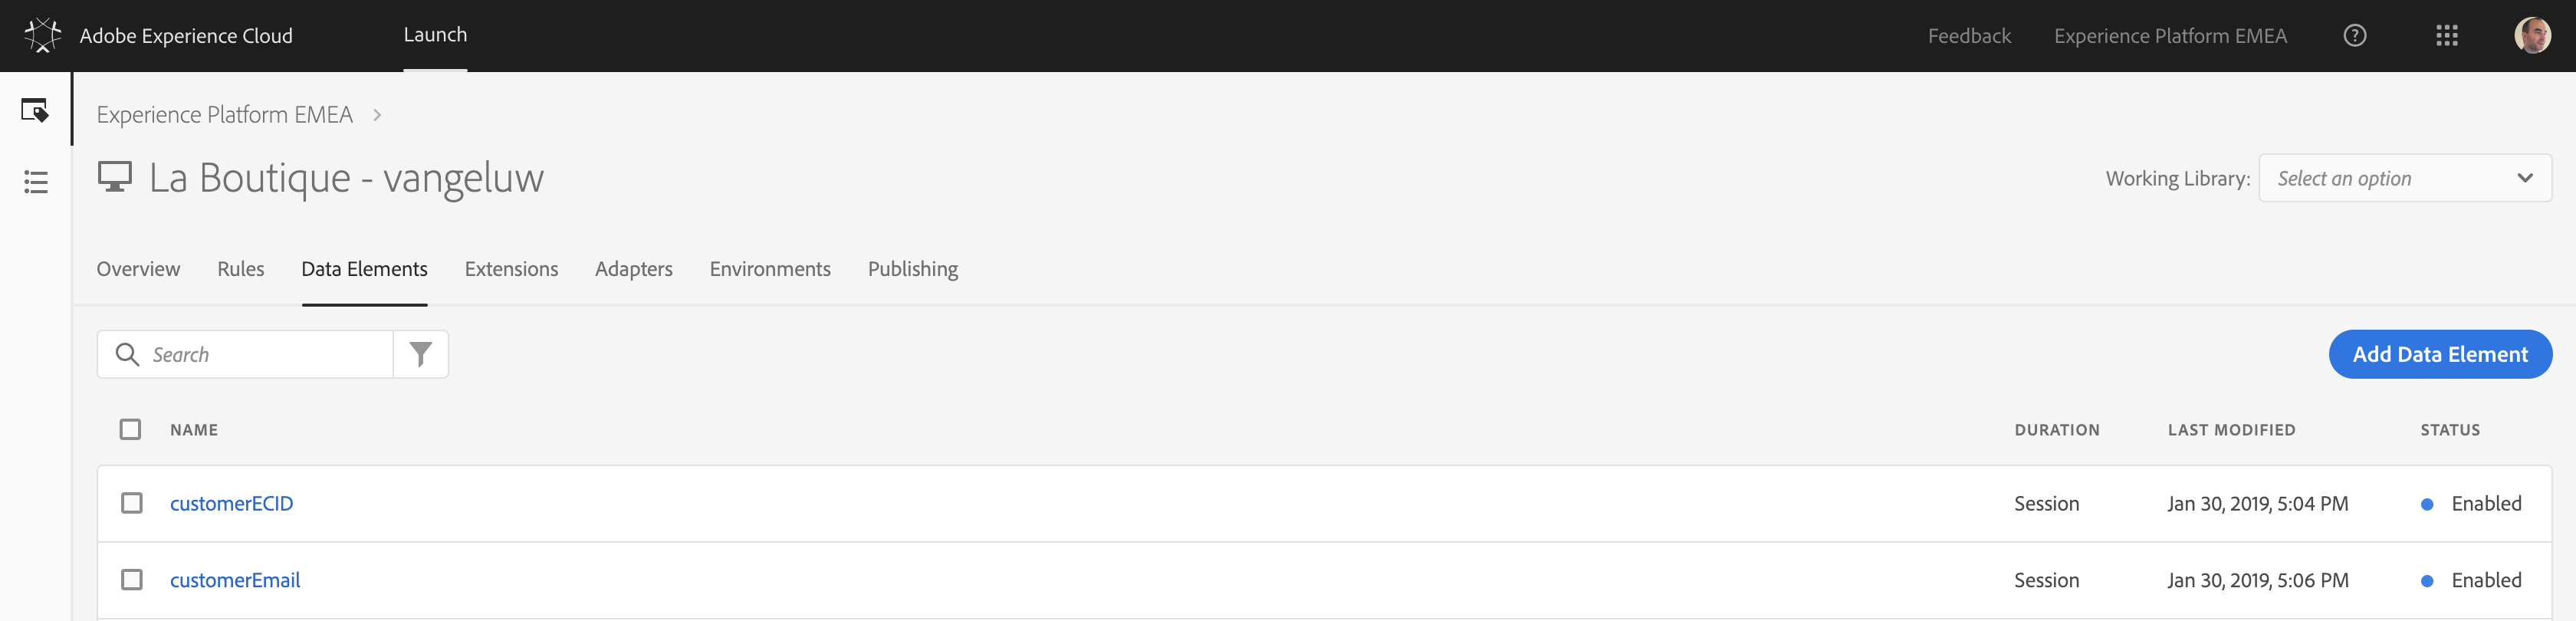 Adobe Experience Cloud Launch Feedback Experience Platform EMEA
Experience Platform EMEA
La Boutique - vangeluw Working Library: Select an option
Overview Rules Data Elements Extensions Adapters Environments Publishing
Search Add Data Element
NAME DURATION LAST MODIFIED STATUS
customerECID Session Jan 30, 2019, 5:04 PM Enabled
customerEmail Session Jan 30, 2019, 5:06 PM Enabled